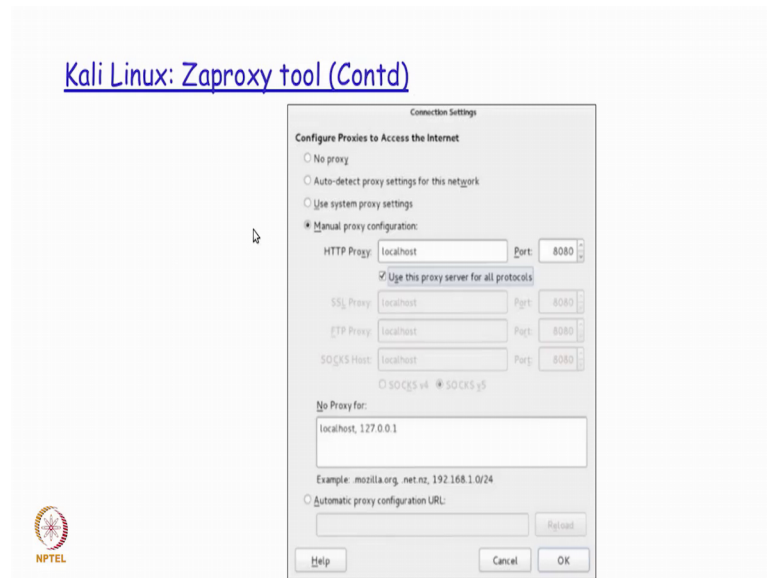 Kali Linux: Zaproxy tool (Contd)
Connection Settings
Configure Proxies to Access the Internet
No proxy
Auto-detect proxy settings for this network
Use system proxy settings
Manual proxy configuration:
HTTP Proxy: localhost Port: 8080
Use this proxy server for all protocols
SSL Proxy: localhost Port: 8080
FTP Proxy: localhost Port: 8080
SOCKS Host: localhost Port: 8080
SOCKS v4 SOCKS v5
No Proxy for:
localhost, 127.0.0.1
Example: .mozilla.org, .net.nz, 192.168.1.0/24
Automatic proxy configuration URL:
Reload
Help Cancel OK
NPTEL